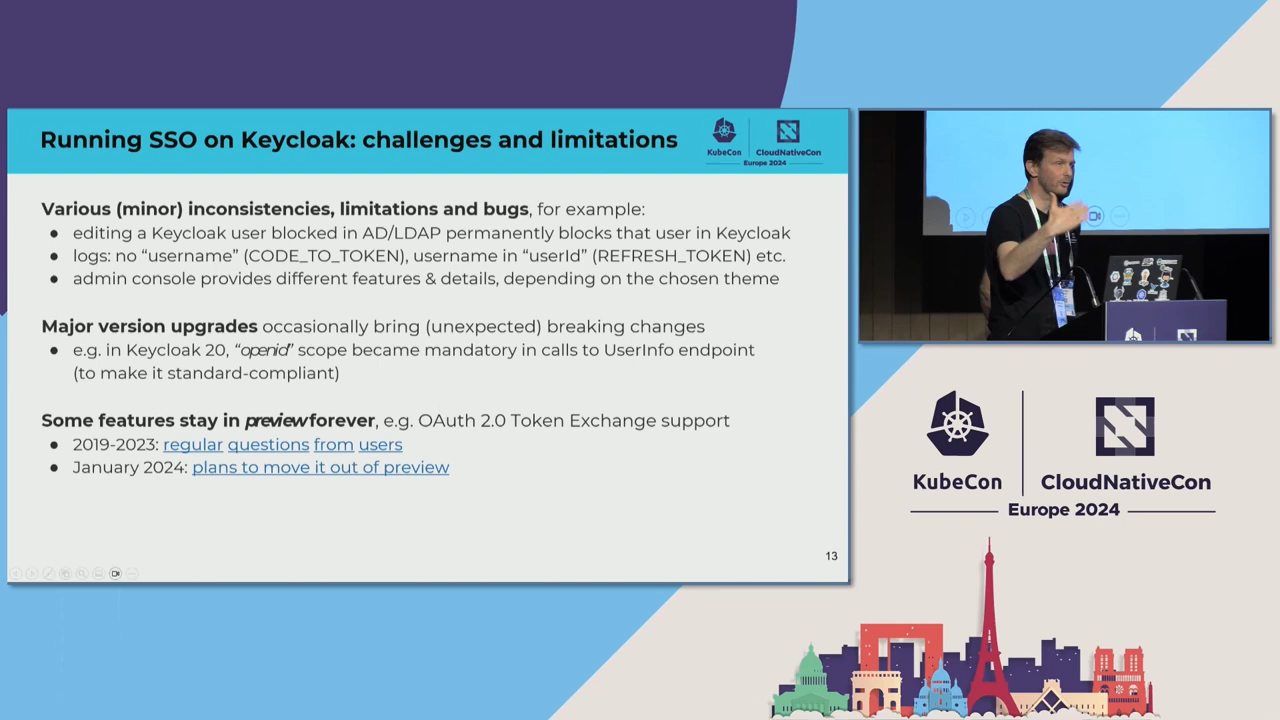 Running SSO on Keycloak: challenges and limitations
KubeCon
CloudNativeCon
Europe 2024
Various (minor) inconsistencies, limitations and bugs, for example:
● editing a Keycloak user blocked in AD/LDAP permanently blocks that user in Keycloak
● logs: no “username” (CODE_TO_TOKEN), username in “userId” (REFRESH_TOKEN) etc.
● admin console provides different features & details, depending on the chosen theme
Major version upgrades occasionally bring (unexpected) breaking changes
● e.g. in Keycloak 20, “openid” scope became mandatory in calls to UserInfo endpoint
(to make it standard-compliant)
Some features stay in preview forever, e.g. OAuth 2.0 Token Exchange support
● 2019-2023: regular questions from users
● January 2024: plans to move it out of preview
13
KubeCon
CloudNativeCon
Europe 2024